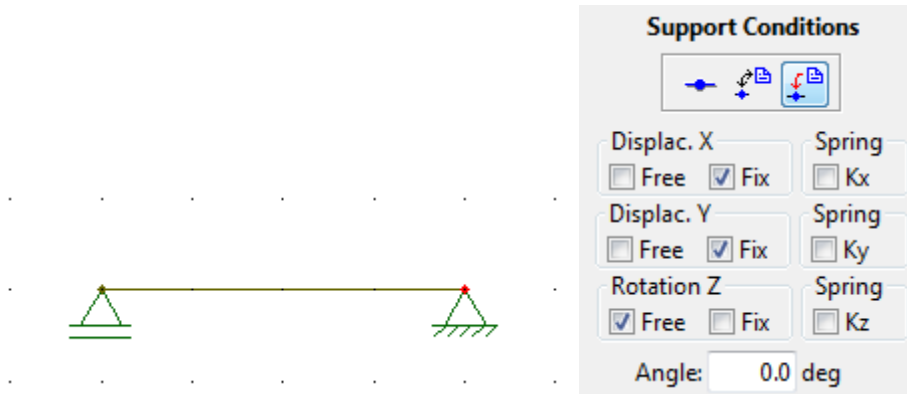 Support Conditions
Displac. X Spring
Free Fix Kx
Displac. Y Spring
Free Fix Ky
Rotation Z Spring
Free Fix Kz
Angle: 0.0 deg